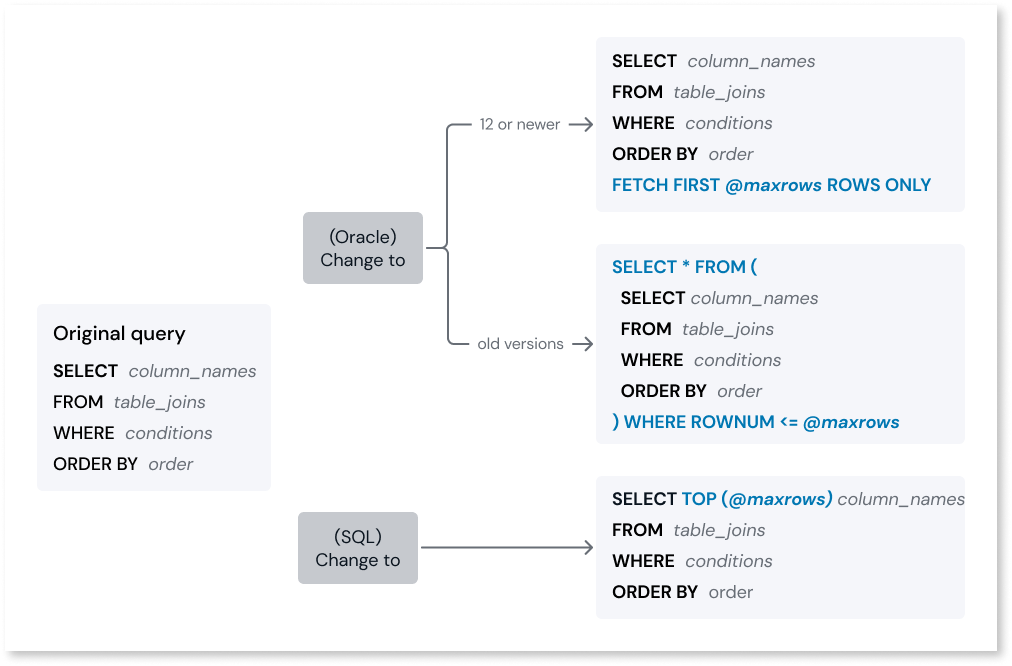 Original query
SELECT column_names
FROM table_joins
WHERE conditions
ORDER BY order
(Oracle)
Change to
12 or newer
SELECT column_names
FROM table_joins
WHERE conditions
ORDER BY order
FETCH FIRST @maxrows ROWS ONLY
old versions
SELECT * FROM (
SELECT column_names
FROM table_joins
WHERE conditions
ORDER BY order
) WHERE ROWNUM <= @maxrows
(SQL)
Change to
SELECT TOP (@maxrows) column_names
FROM table_joins
WHERE conditions
ORDER BY order